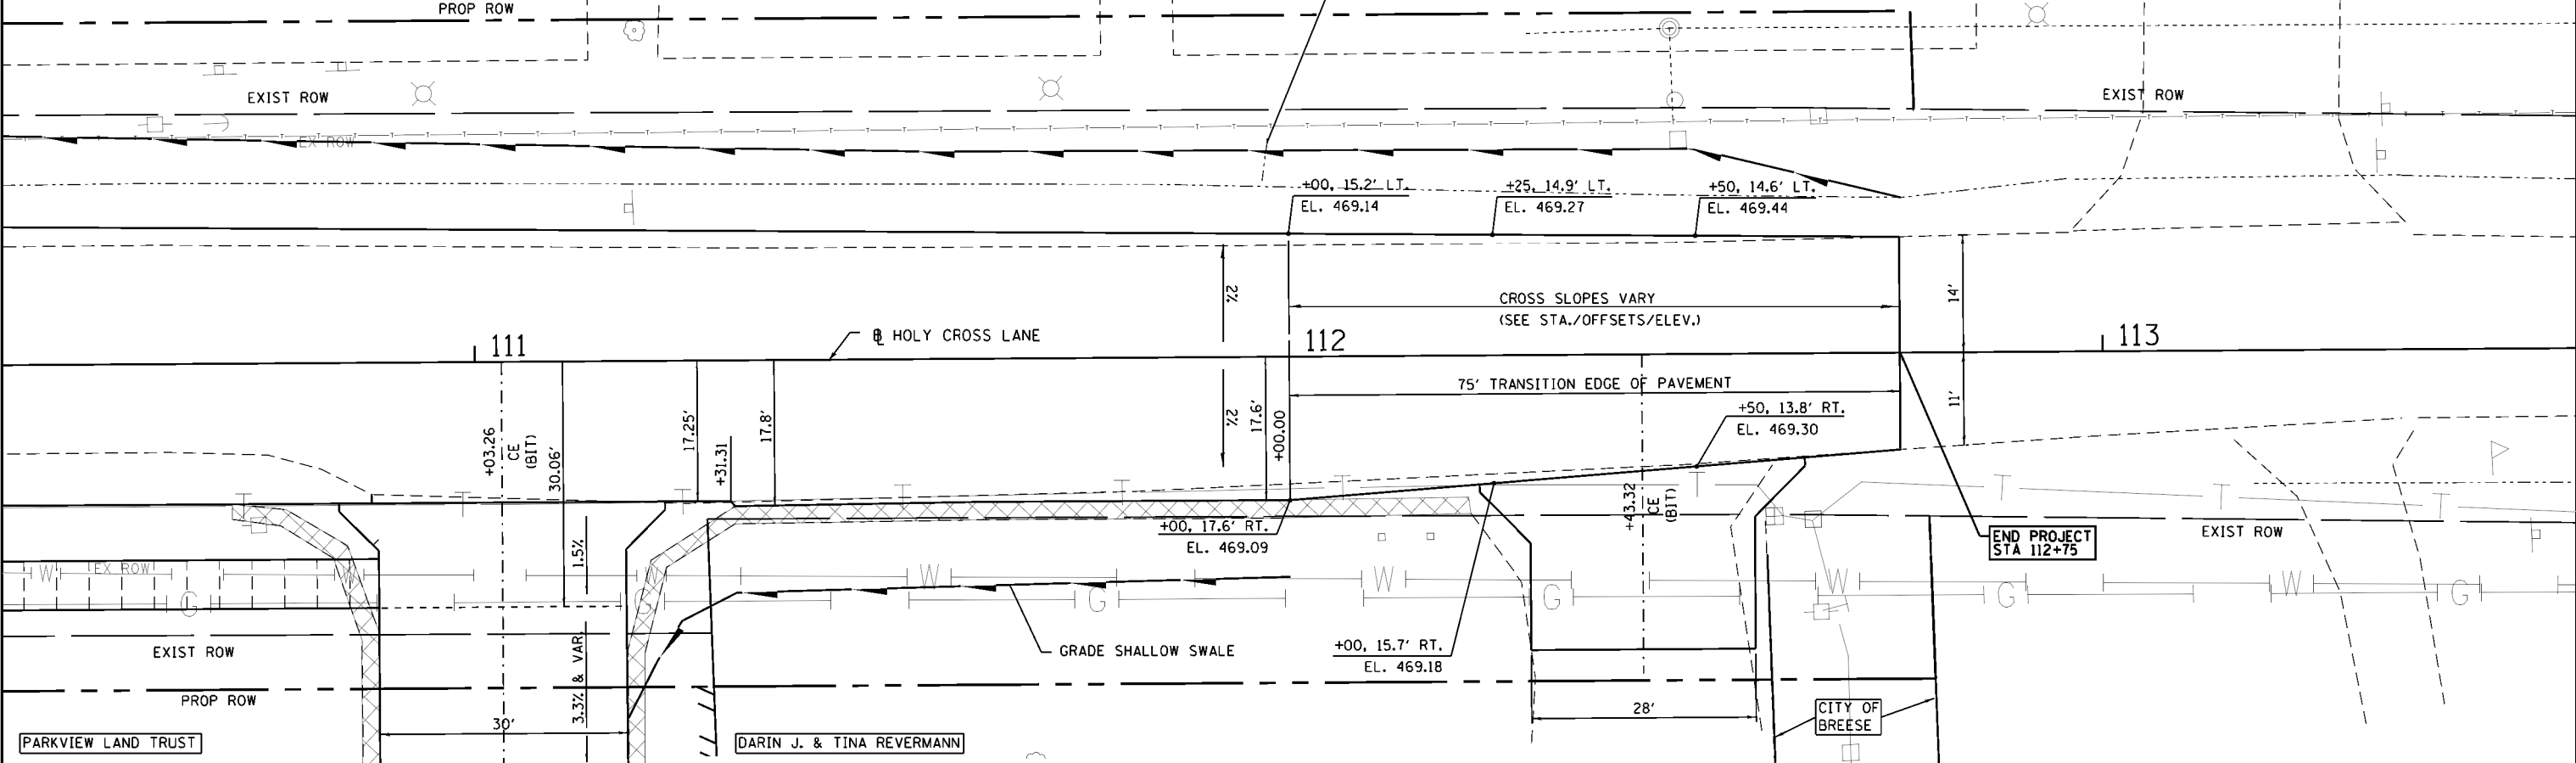 PROP ROW
EXIST ROW
EXIST ROW
EX ROW
+00, 15.2' LT.
EL. 469.14
+25, 14.9' LT.
EL. 469.27
+50, 14.6' LT.
EL. 469.44
2%
CROSS SLOPES VARY
(SEE STA./OFFSETS/ELEV.)
14'
111
HOLY CROSS LANE
112
113
75' TRANSITION EDGE OF PAVEMENT
11'
+03.26
CE
(BIT)
30.06'
17.25'
+31.31
17.8'
2%
17.6'
+00.00
+50, 13.8' RT.
EL. 469.30
+43.32
CE
(BIT)
+00, 17.6' RT.
EL. 469.09
END PROJECT
STA 112+75
EXIST ROW
1.5%
W
EX ROW
W
W
W
W
W
W
G
G
G
G
G
G
EXIST ROW
GRADE SHALLOW SWALE
+00, 15.7' RT.
EL. 469.18
3.3% & VAR.
PROP ROW
30'
28'
CITY OF
BREESE
PARKVIEW LAND TRUST
DARIN J. & TINA REVERMANN